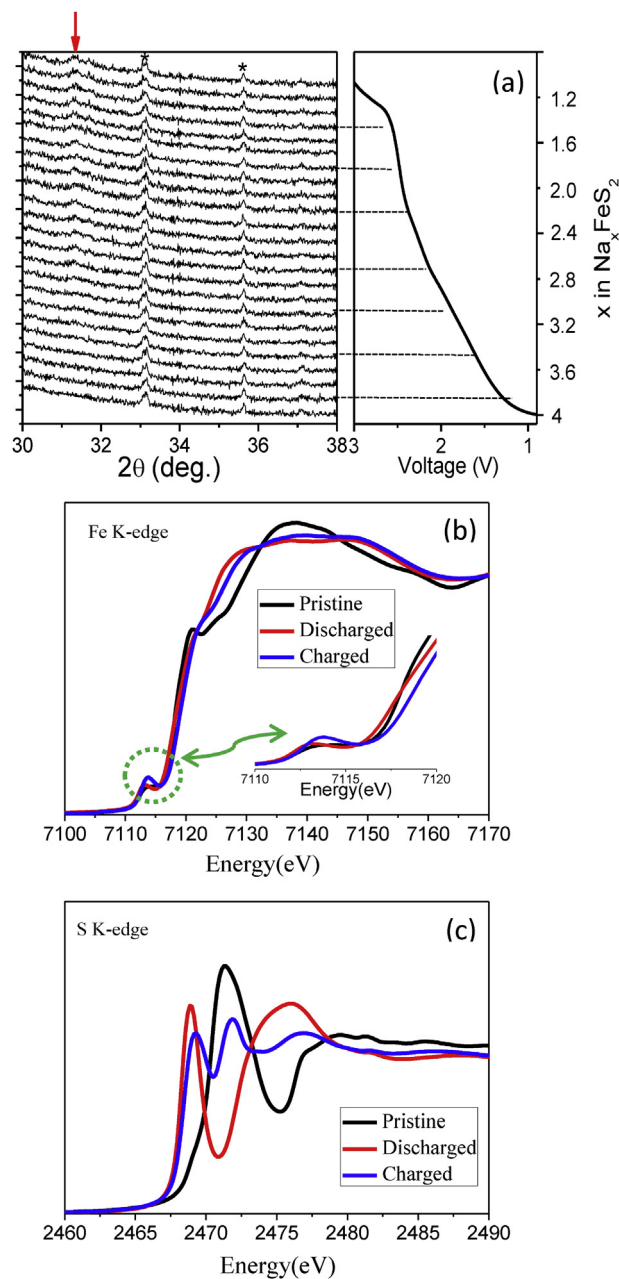 * * (a)
1.2
1.6
2.0
2.4
2.8
3.2
3.6
4
x in NaₓFeS₂
30 32 34 36 38 3 2 1
2θ (deg.) Voltage (V)
Fe K-edge (b)
Pristine
Discharged
Charged
7110 7115 7120
Energy(eV)
7100 7110 7120 7130 7140 7150 7160 7170
Energy(eV)
S K-edge (c)
Pristine
Discharged
Charged
2460 2465 2470 2475 2480 2485 2490
Energy(eV)